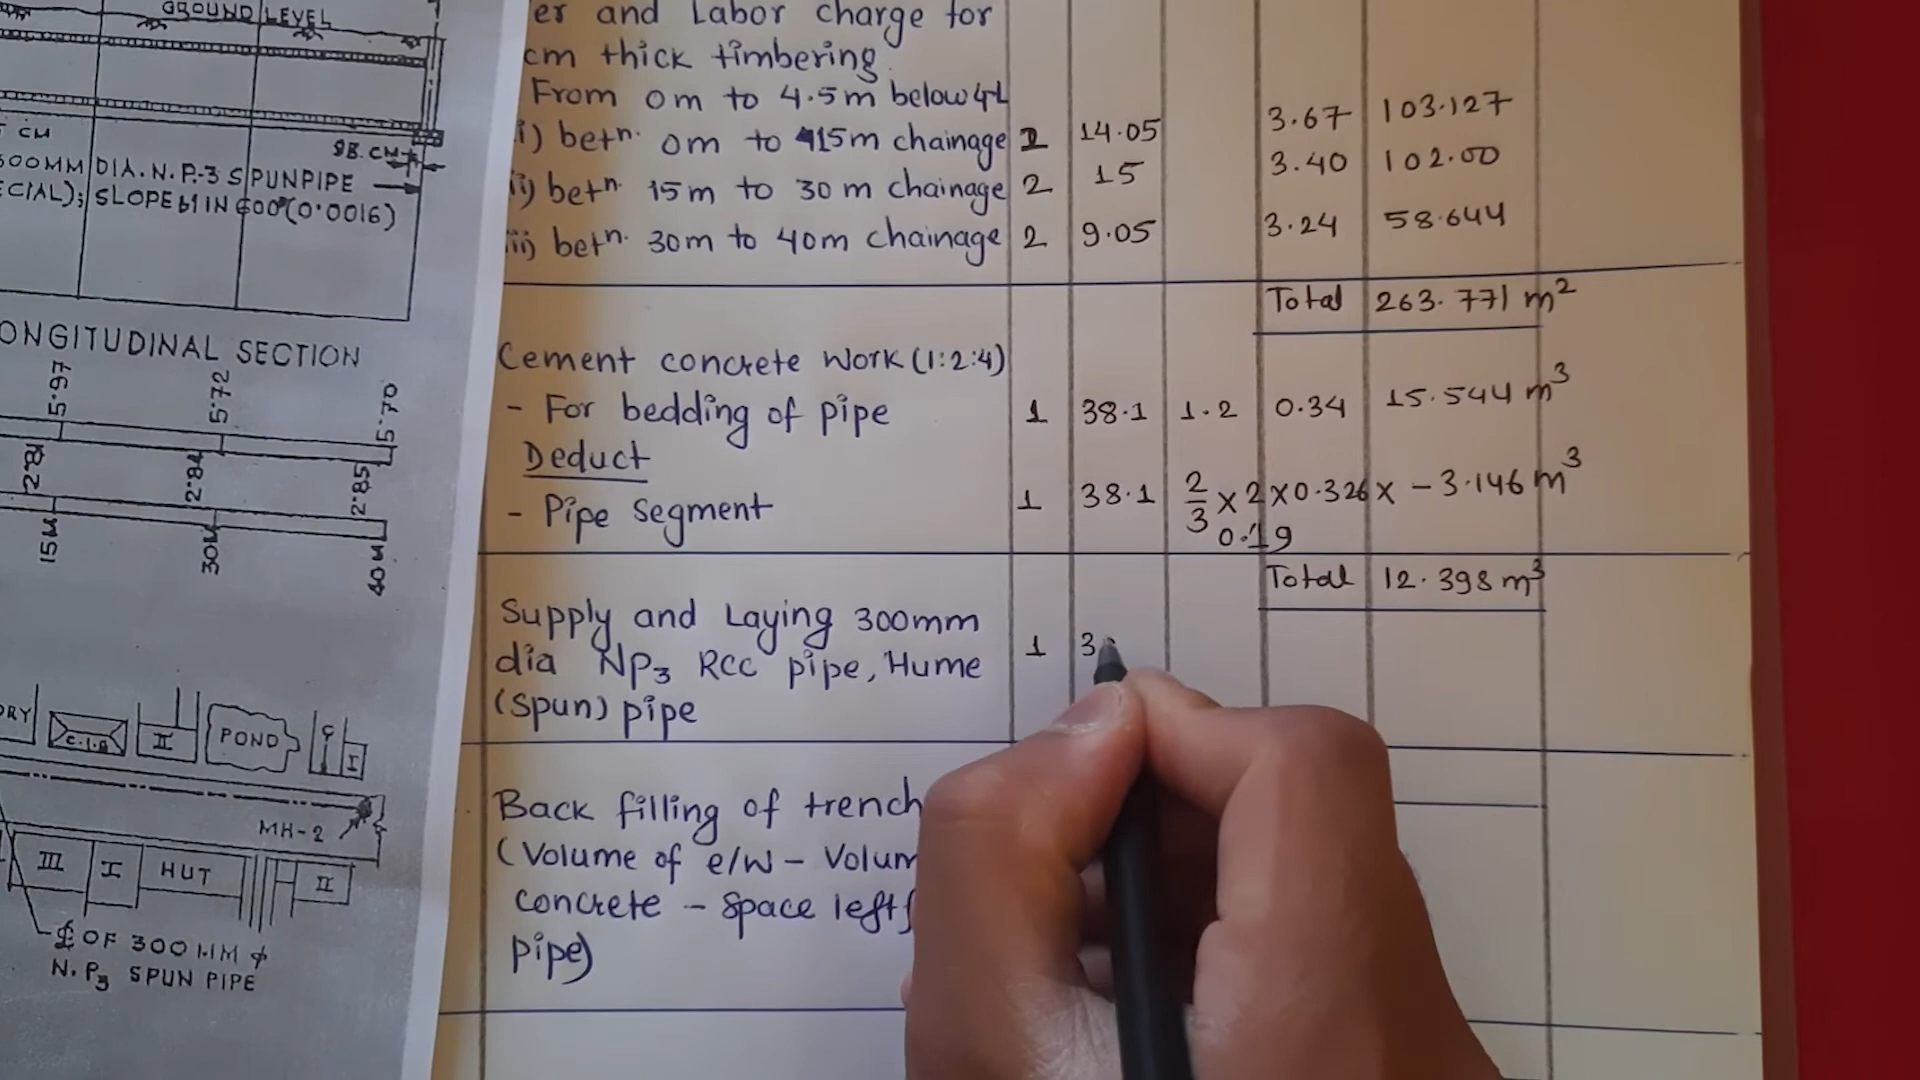 GROUND LEVEL
CM
98.CM
300MM DIA. N.P.-3 SPUNPIPE
ECIAL); SLOPE 1 IN 600 (0.0016)
ONGITUDINAL SECTION
5.97
5.72
5.70
2.81
2.84
2.85
15M
30M
40M
ORY
C.I.S
II
POND
C
I
MH-2
III
I
HUT
II
℄ OF 300 MM ϕ
N.P3 SPUN PIPE
er and Labor charge for
cm thick timbering
From 0m to 4.5m below GL
i) betn. 0m to 15m chainage 2 14.05 3.67 103.127
ii) betn. 15m to 30m chainage 2 15 3.40 102.00
iii) betn. 30m to 40m chainage 2 9.05 3.24 58.644
Total 263.771 m2
Cement concrete Work (1:2:4)
- For bedding of pipe 1 38.1 1.2 0.34 15.544 m3
Deduct
- Pipe segment 1 38.1 2/3 x 2 x 0.326 x - 3.146 m3
0.19
Total 12.398 m3
Supply and Laying 300mm
dia NP3 RCC pipe, Hume 1 3
(Spun) pipe
Back filling of trench
(Volume of e/w - Volum
concrete - Space left
pipe)